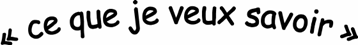 « ce que je veux savoir »